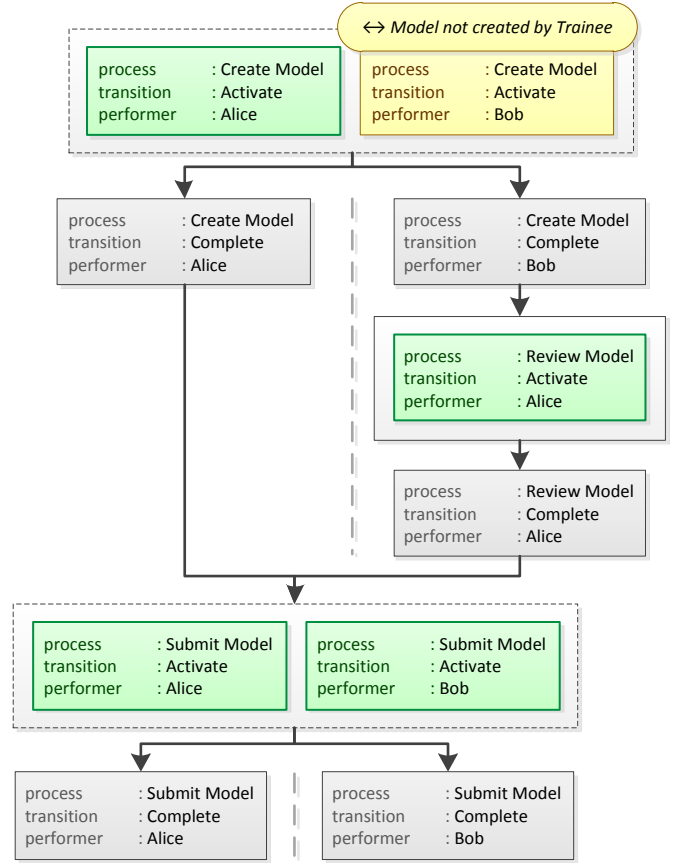 ↔ Model not created by Trainee
process : Create Model
transition : Activate
performer : Alice
process : Create Model
transition : Activate
performer : Bob
process : Create Model
transition : Complete
performer : Alice
process : Create Model
transition : Complete
performer : Bob
process : Review Model
transition : Activate
performer : Alice
process : Review Model
transition : Complete
performer : Alice
process : Submit Model
transition : Activate
performer : Alice
process : Submit Model
transition : Activate
performer : Bob
process : Submit Model
transition : Complete
performer : Alice
process : Submit Model
transition : Complete
performer : Bob